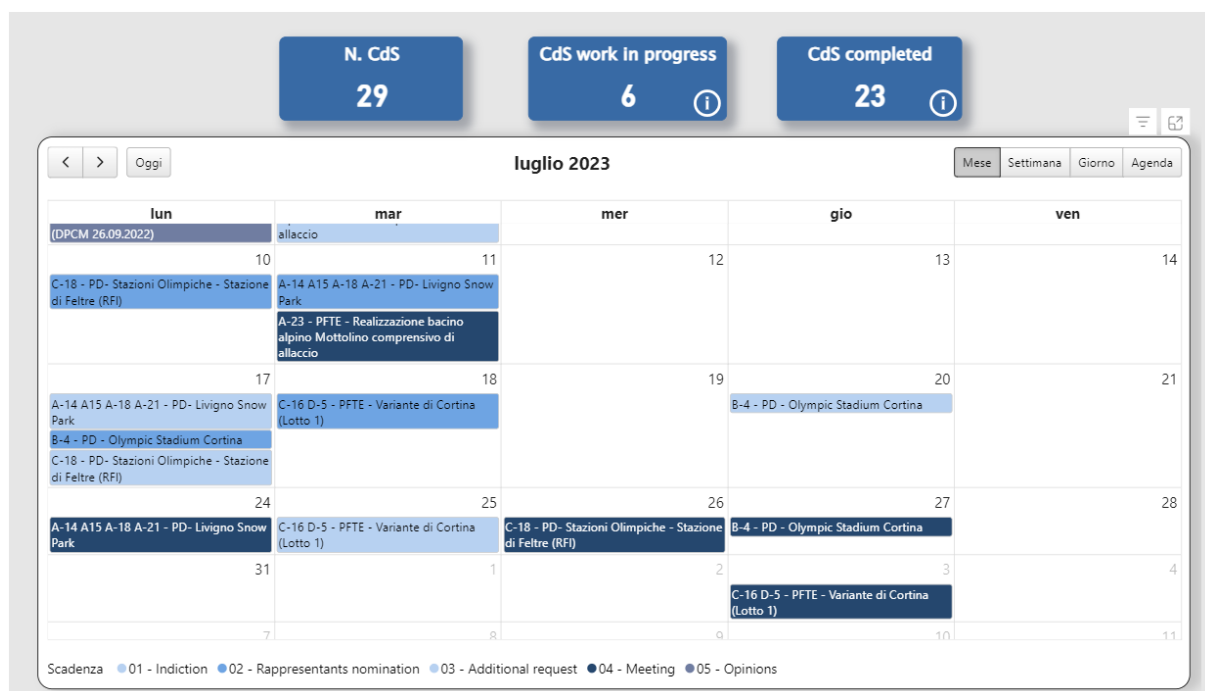 N. CdS
29
CdS work in progress
6
CdS completed
23
Oggi
luglio 2023
Mese Settimana Giorno Agenda
lun mar mer gio ven
(DPCM 26.09.2022)
allaccio
10 11 12 13 14
C-18 - PD- Stazioni Olimpiche - Stazione
di Feltre (RFI)
A-14 A15 A-18 A-21 - PD- Livigno Snow
Park
A-23 - PFTE - Realizzazione bacino
alpino Mottolino comprensivo di
allaccio
17 18 19 20 21
A-14 A15 A-18 A-21 - PD- Livigno Snow
Park
B-4 - PD - Olympic Stadium Cortina
C-18 - PD- Stazioni Olimpiche - Stazione
di Feltre (RFI)
C-16 D-5 - PFTE - Variante di Cortina
(Lotto 1)
B-4 - PD - Olympic Stadium Cortina
24 25 26 27 28
A-14 A15 A-18 A-21 - PD- Livigno Snow
Park
C-16 D-5 - PFTE - Variante di Cortina
(Lotto 1)
C-18 - PD- Stazioni Olimpiche - Stazione
di Feltre (RFI)
B-4 - PD - Olympic Stadium Cortina
31 1 2 3 4
C-16 D-5 - PFTE - Variante di Cortina
(Lotto 1)
7 8 9 10 11
Scadenza 01 - Indiction 02 - Rappresentants nomination 03 - Additional request 04 - Meeting 05 - Opinions